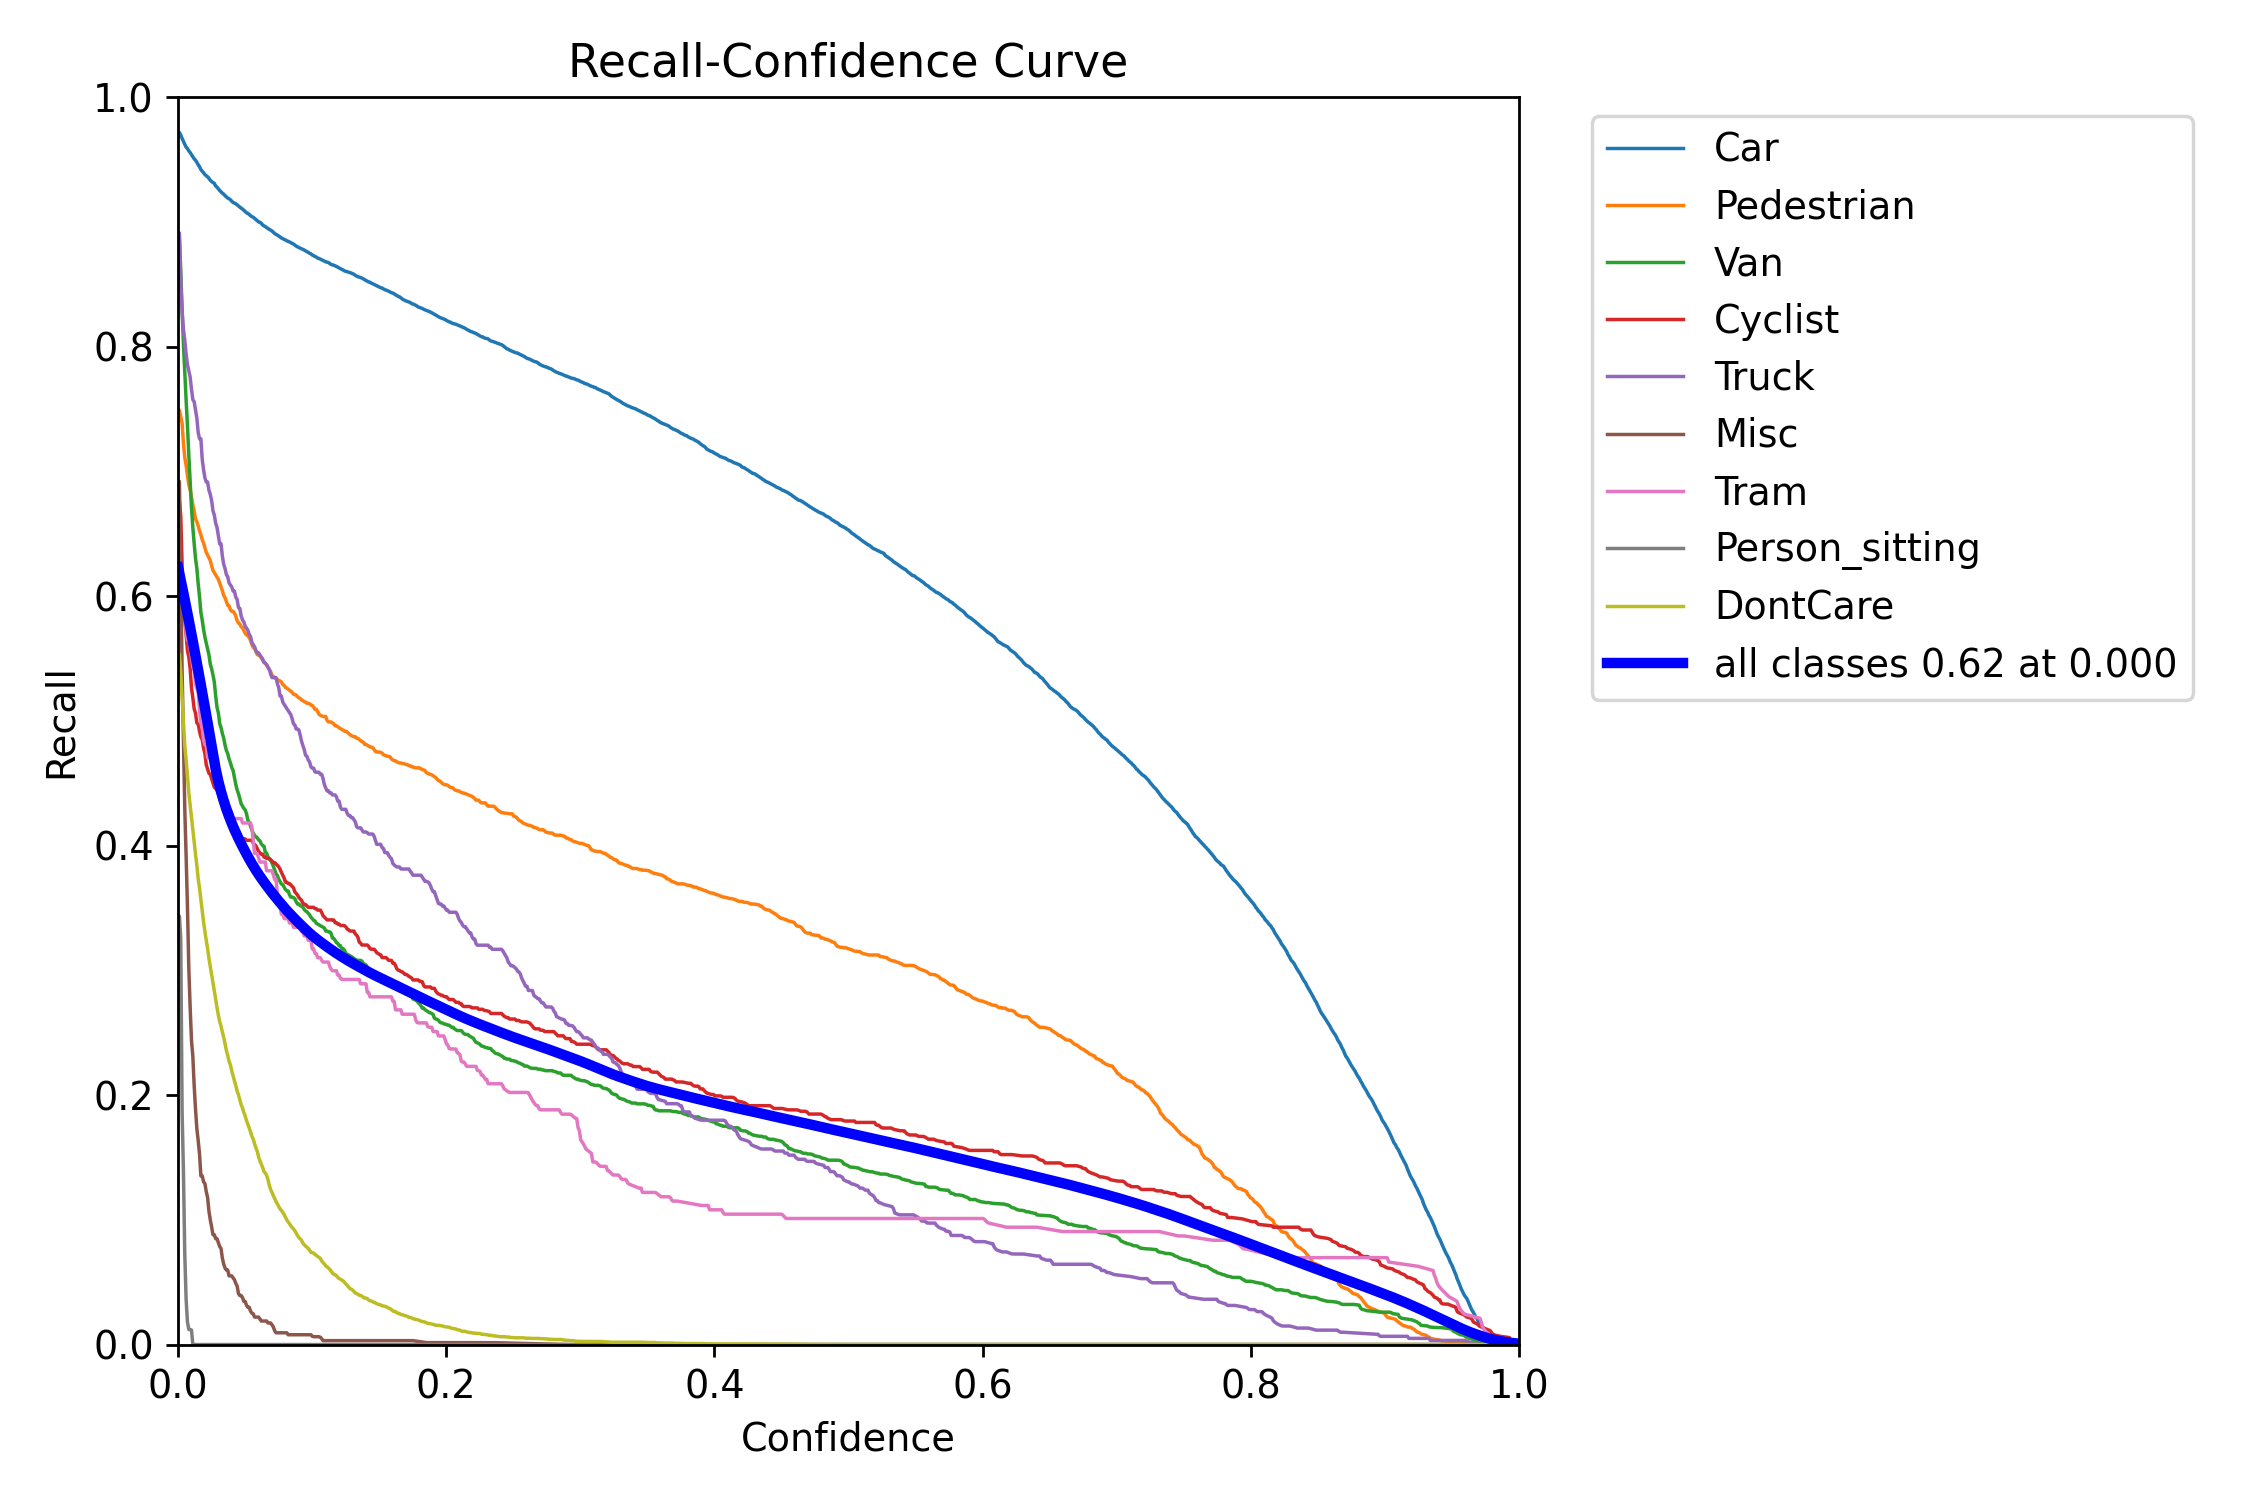 Recall-Confidence Curve
1.0
0.8
0.6
0.4
0.2
0.0
Recall
0.0 0.2 0.4 0.6 0.8 1.0
Confidence
Car
Pedestrian
Van
Cyclist
Truck
Misc
Tram
Person_sitting
DontCare
all classes 0.62 at 0.000